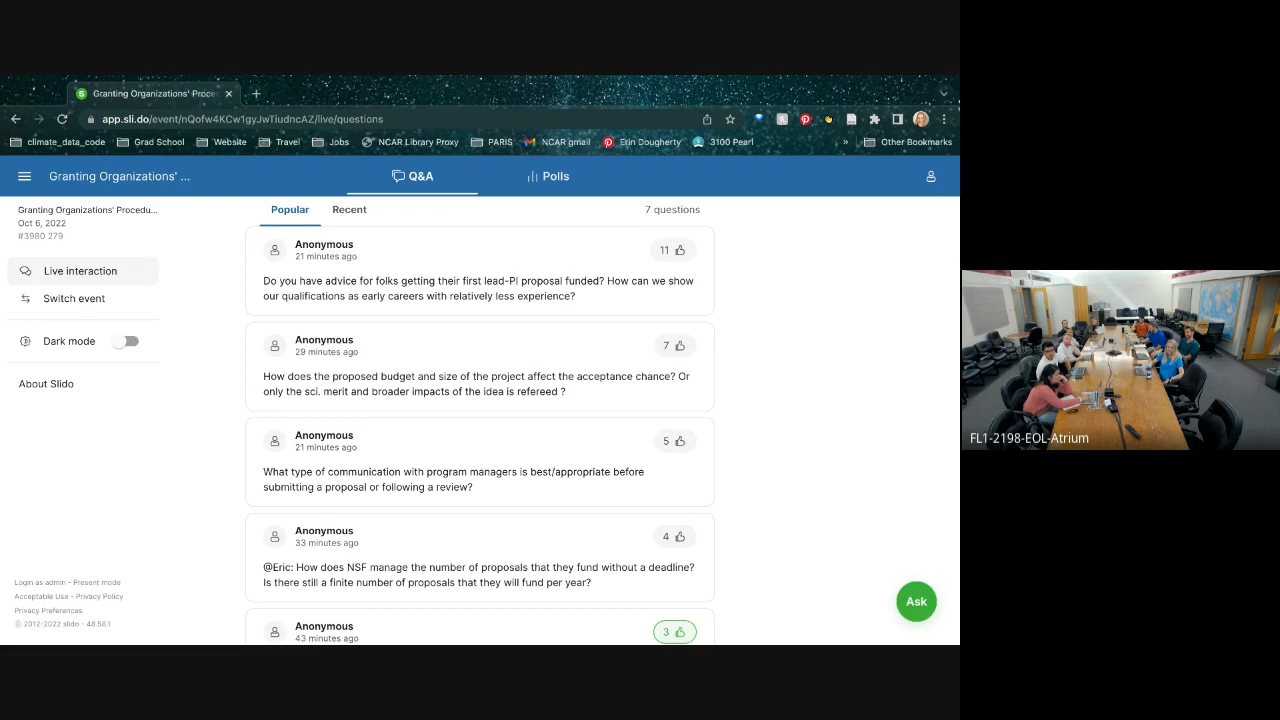 Granting Organizations' Proce
app.sli.do/event/nQofw4KCw1gyJwTiudncAZ/live/questions
climate_data_code Grad School Website Travel Jobs NCAR Library Proxy PARIS NCAR gmail Erin Dougherty 3100 Pearl » Other Bookmarks
Granting Organizations' ... Q&A Polls
Granting Organizations' Procedu...
Oct 6, 2022
#3980 279
Live interaction
Switch event
Dark mode
About Slido
Login as admin - Present mode
Acceptable Use - Privacy Policy
Privacy Preferences
© 2012-2022 slido - 48.58.1
Popular Recent 7 questions
Anonymous
21 minutes ago
11
Do you have advice for folks getting their first lead-PI proposal funded? How can we show
our qualifications as early careers with relatively less experience?
Anonymous
29 minutes ago
7
How does the proposed budget and size of the project affect the acceptance chance? Or
only the sci. merit and broader impacts of the idea is refereed ?
Anonymous
21 minutes ago
5
What type of communication with program managers is best/appropriate before
submitting a proposal or following a review?
Anonymous
33 minutes ago
4
@Eric: How does NSF manage the number of proposals that they fund without a deadline?
Is there still a finite number of proposals that they will fund per year?
Anonymous
43 minutes ago
3
Ask
FL1-2198-EOL-Atrium